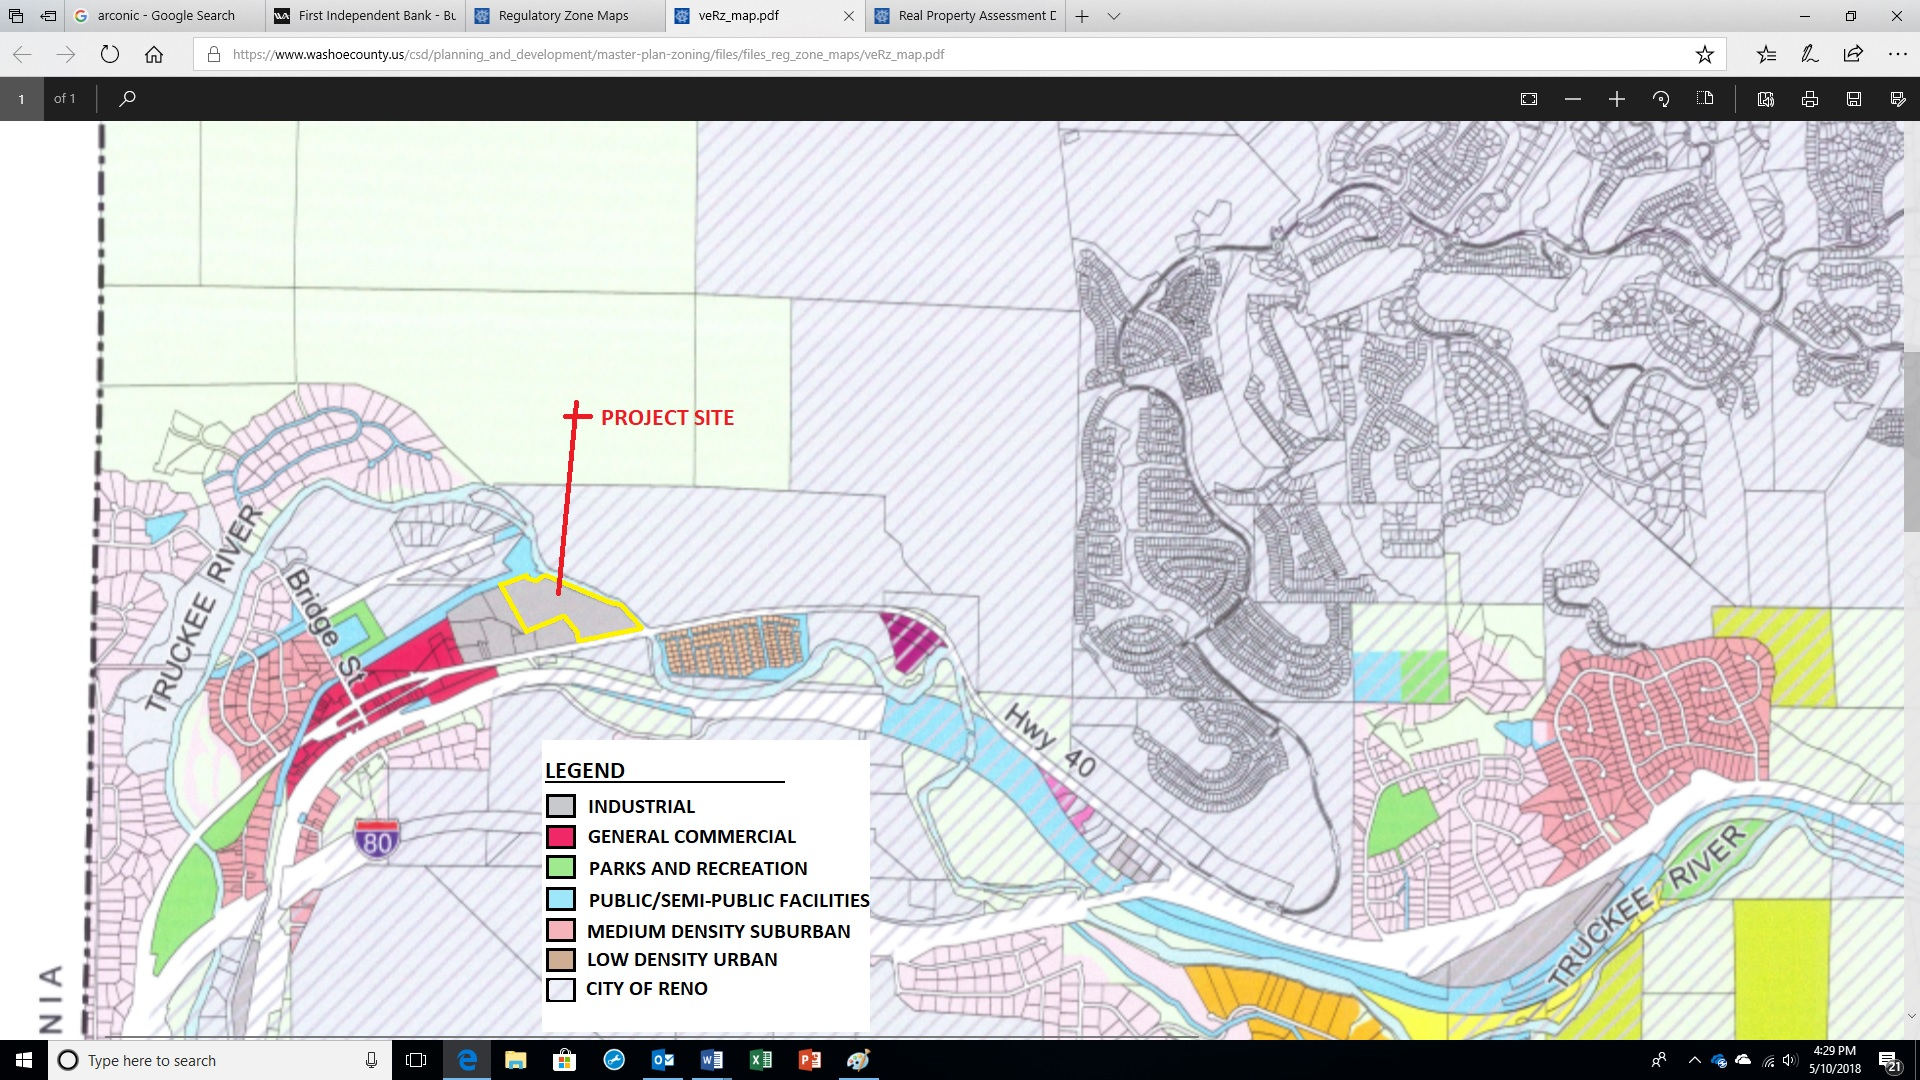 arconic - Google Search
First Independent Bank - Bu
Regulatory Zone Maps
veRz_map.pdf
Real Property Assessment D
https://www.washoecounty.us/csd/planning_and_development/master-plan-zoning/files/files_reg_zone_maps/veRz_map.pdf
1 of 1
PROJECT SITE
TRUCKEE RIVER
Bridge St
Hwy 40
80
TRUCKEE RIVER
NIA
LEGEND
INDUSTRIAL
GENERAL COMMERCIAL
PARKS AND RECREATION
PUBLIC/SEMI-PUBLIC FACILITIES
MEDIUM DENSITY SUBURBAN
LOW DENSITY URBAN
CITY OF RENO
Type here to search
4:29 PM
5/10/2018
21